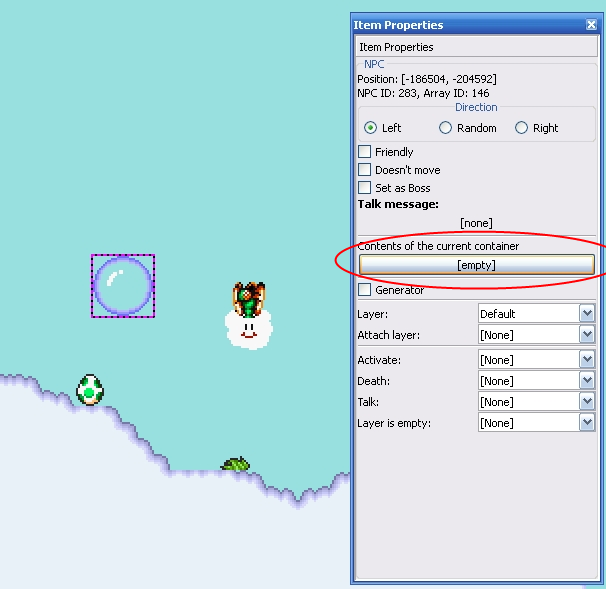 Item Properties
Item Properties
NPC
Position: [-186504, -204592]
NPC ID: 283, Array ID: 146
Direction
Left Random Right
Friendly
Doesn't move
Set as Boss
Talk message:
[none]
Contents of the current container
[empty]
Generator
Layer: Default
Attach layer: [None]
Activate: [None]
Death: [None]
Talk: [None]
Layer is empty: [None]